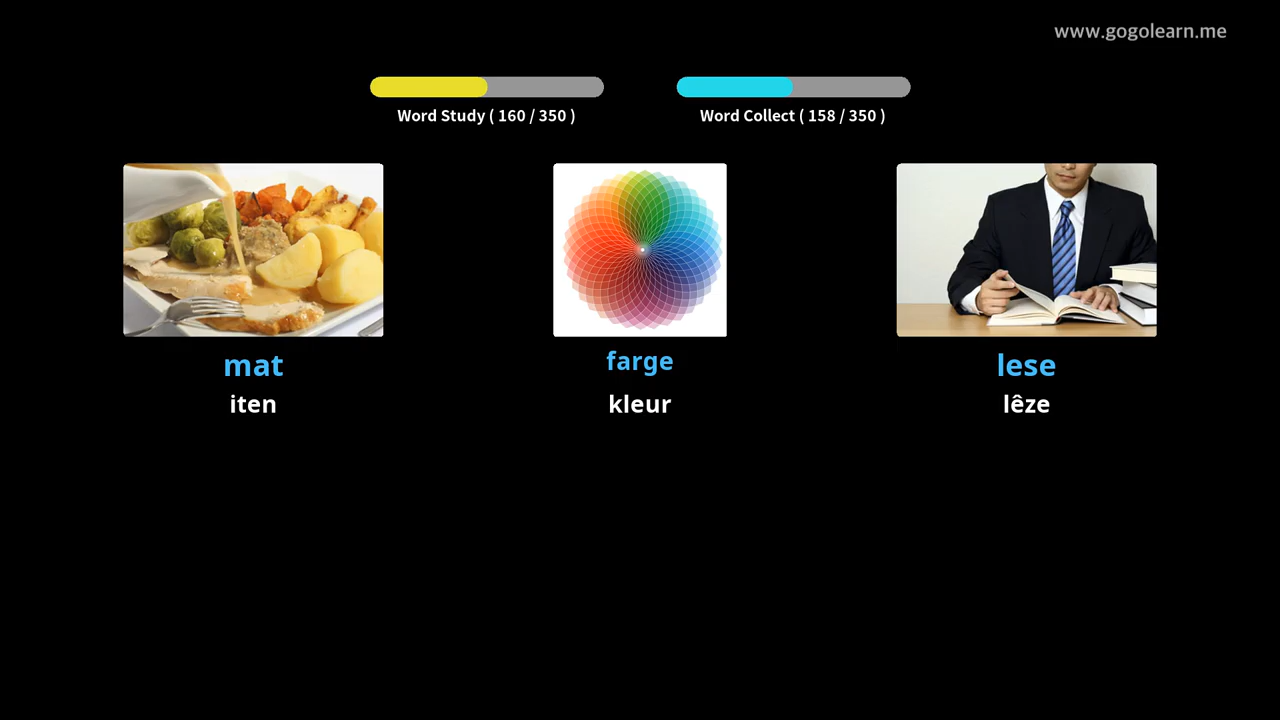 www.gogolearn.me
Word Study ( 160 / 350 )
Word Collect ( 158 / 350 )
mat
farge
lese
iten
kleur
lêze